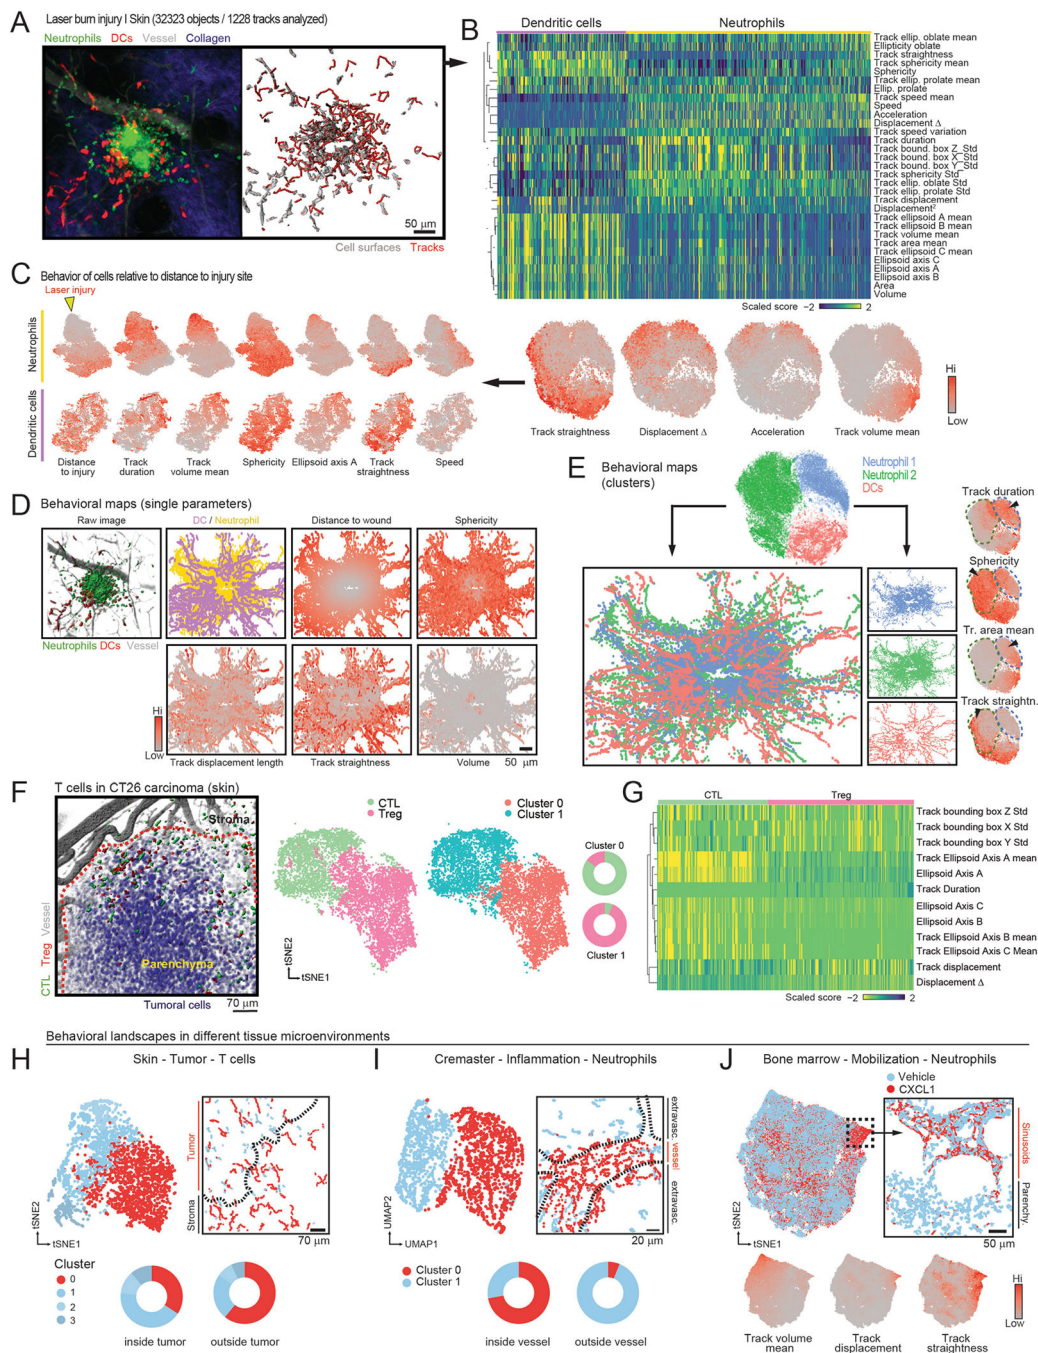 A
Laser burn injury I Skin (32323 objects / 1228 tracks analyzed)
Neutrophils DCs Vessel Collagen
50 µm
Cell surfaces Tracks
B
Dendritic cells Neutrophils
Track ellip. oblate mean
Ellipticity oblate
Track straightness
Track sphericity mean
Sphericity
Track ellip. prolate mean
Ellip. prolate
Track speed mean
Speed
Acceleration
Displacement Δ
Track speed variation
Track duration
Track bound. box Z_Std
Track bound. box X_Std
Track bound. box Y_Std
Track sphericity Std
Track ellip. oblate Std
Track ellip. prolate Std
Track displacement
Displacement²
Track ellipsoid A mean
Track ellipsoid B mean
Track volume mean
Track area mean
Track ellipsoid C mean
Ellipsoid axis C
Ellipsoid axis A
Ellipsoid axis B
Area
Volume
Scaled score −2 2
Track straightness
Displacement Δ
Acceleration
Track volume mean
Hi
Low
C
Behavior of cells relative to distance to injury site
Laser injury
Neutrophils
Dendritic cells
Distance to injury
Track duration
Track volume mean
Sphericity
Ellipsoid axis A
Track straightness
Speed
D
Behavioral maps (single parameters)
Raw image
DC / Neutrophil
Distance to wound
Sphericity
Neutrophils DCs Vessel
Hi
Low
Track displacement length
Track straightness
Volume
50 µm
E
Behavioral maps (clusters)
Neutrophil 1
Neutrophil 2
DCs
Track duration
Sphericity
Tr. area mean
Track straightn.
F
T cells in CT26 carcinoma (skin)
CTL Treg Vessel
Stroma
Parenchyma
Tumoral cells
70 µm
CTL
Treg
Cluster 0
Cluster 1
tSNE2
tSNE1
Cluster 0
Cluster 1
G
CTL Treg
Track bounding box Z Std
Track bounding box X Std
Track bounding box Y Std
Track Ellipsoid Axis A mean
Ellipsoid Axis A
Track Duration
Ellipsoid Axis C
Ellipsoid Axis B
Track Ellipsoid Axis B mean
Track Ellipsoid Axis C Mean
Track displacement
Displacement Δ
Scaled score −2 2
Behavioral landscapes in different tissue microenvironments
H
Skin - Tumor - T cells
tSNE2
tSNE1
Tumor
Stroma
70 µm
Cluster
0
1
2
3
inside tumor
outside tumor
I
Cremaster - Inflammation - Neutrophils
UMAP2
UMAP1
extravasc.
vessel
extravasc.
20 µm
Cluster 0
Cluster 1
inside vessel
outside vessel
J
Bone marrow - Mobilization - Neutrophils
Vehicle
CXCL1
tSNE2
tSNE1
Sinusoids
Parenchy.
50 µm
Track volume mean
Track displacement
Track straightness
Hi
Low